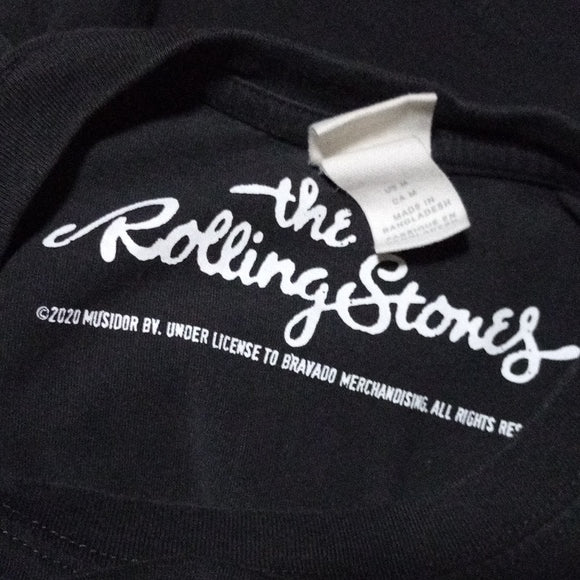 the
Rolling Stones
©2020 MUSIDOR BV. UNDER LICENSE TO BRAVADO MERCHANDISING. ALL RIGHTS RES
US M
CA M
MADE IN
BANGLADESH